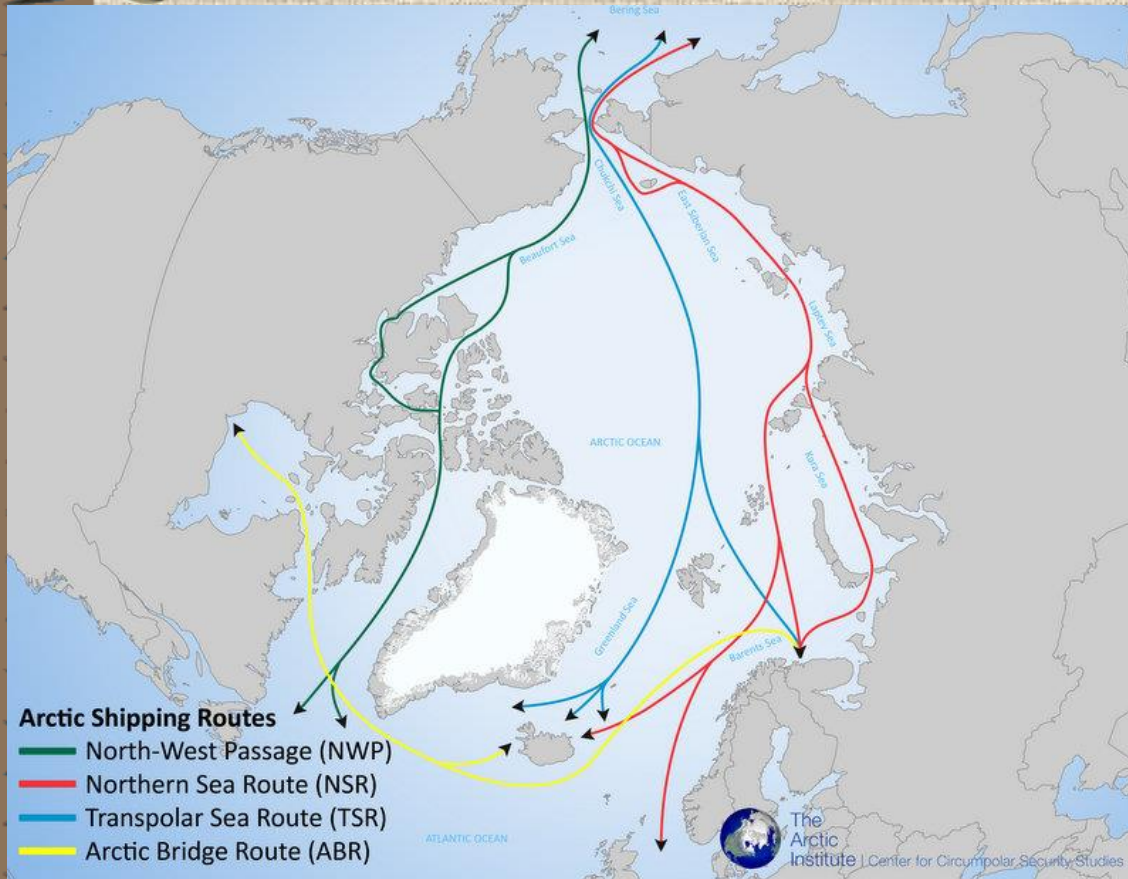 Bering Sea
Chukchi Sea
East Siberian Sea
Beaufort Sea
Laptev Sea
ARCTIC OCEAN
Kara Sea
Greenland Sea
Barents Sea
Arctic Shipping Routes
North-West Passage (NWP)
Northern Sea Route (NSR)
Transpolar Sea Route (TSR)
Arctic Bridge Route (ABR)
ATLANTIC OCEAN
The
Arctic
Institute | Center for Circumpolar Security Studies